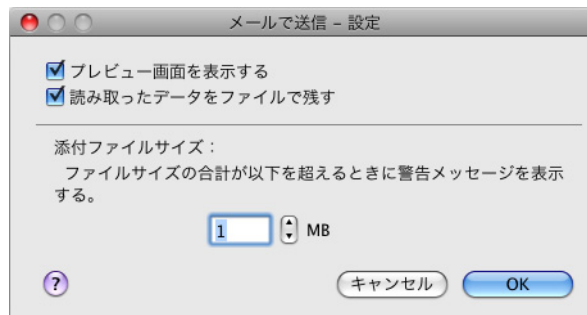 メールで送信 – 設定
プレビュー画面を表示する
読み取ったデータをファイルで残す
添付ファイルサイズ：
ファイルサイズの合計が以下を超えるときに警告メッセージを表示
する。
1 MB
? キャンセル OK